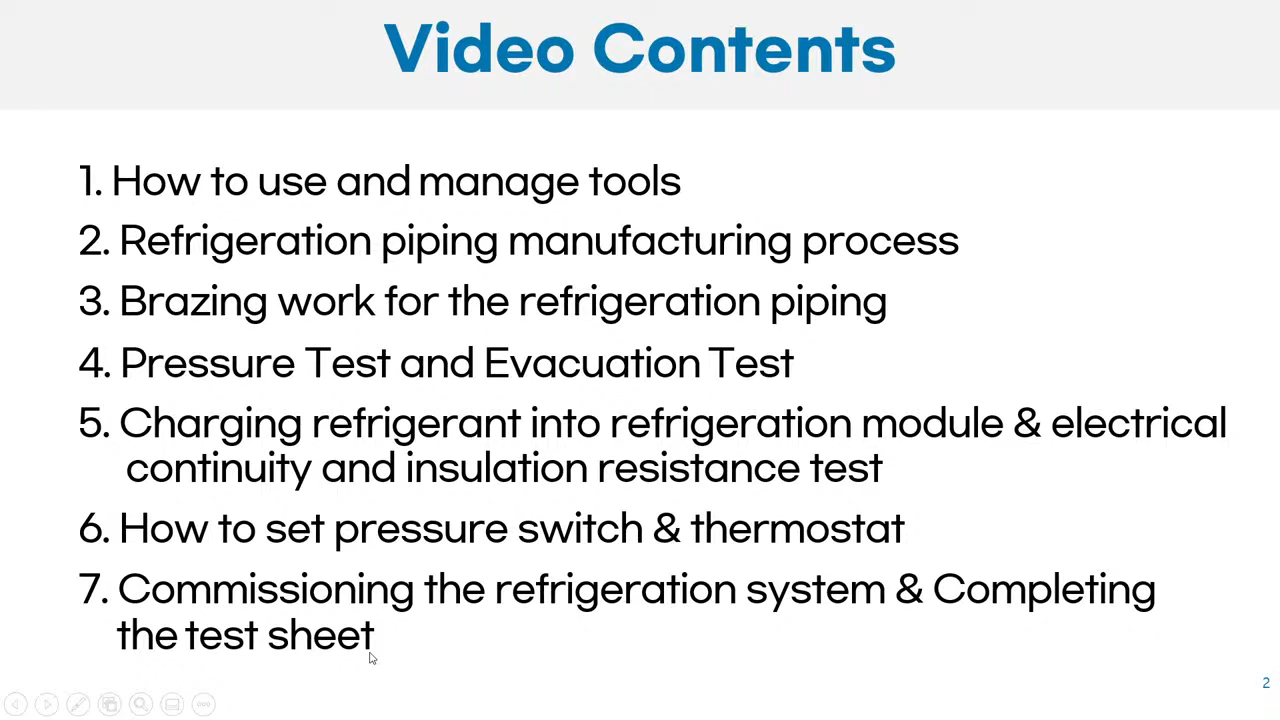 Video Contents
1. How to use and manage tools
2. Refrigeration piping manufacturing process
3. Brazing work for the refrigeration piping
4. Pressure Test and Evacuation Test
5. Charging refrigerant into refrigeration module & electrical
continuity and insulation resistance test
6. How to set pressure switch & thermostat
7. Commissioning the refrigeration system & Completing
the test sheet
2